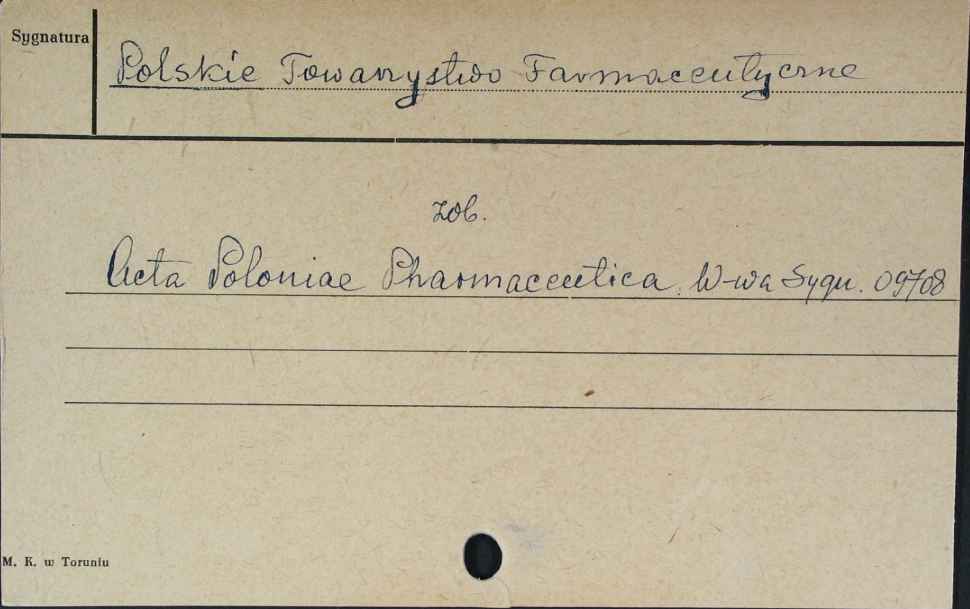 Sygnatura
Polskie Towarzystwo Farmaceutyczne
zob.
Acta Poloniae Pharmaceutica. W-wa Sygn. 09708
M. K. w Toruniu